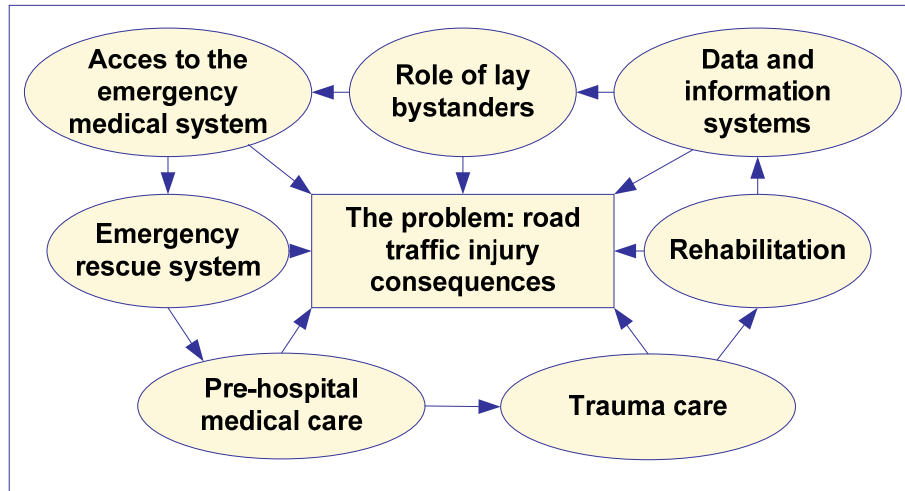 Acces to the
emergency
medical system
Role of lay
bystanders
Data and
information
systems
Emergency
rescue system
The problem: road
traffic injury
consequences
Rehabilitation
Pre-hospital
medical care
Trauma care